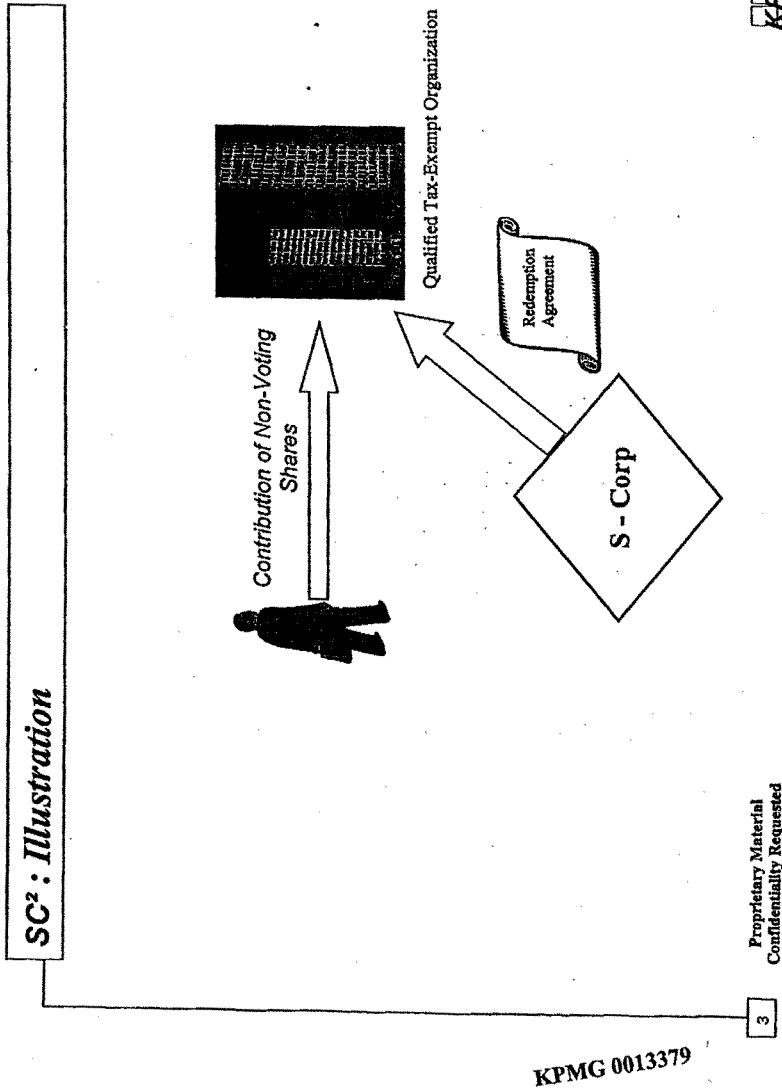 SC² : Illustration
Contribution of Non-Voting
Shares
Qualified Tax-Exempt Organization
Redemption
Agreement
S - Corp
3
Proprietary Material
Confidentiality Requested
KPMG 0013379